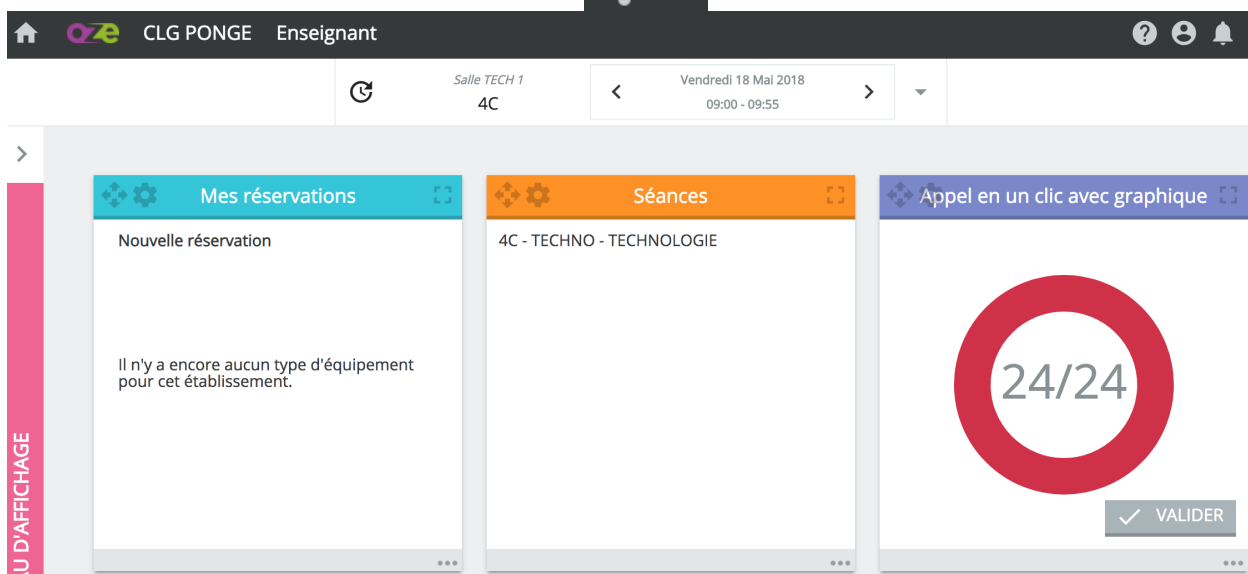 oze CLG PONGE Enseignant
Salle TECH 1
4C
Vendredi 18 Mai 2018
09:00 - 09:55
Mes réservations
Nouvelle réservation
Il n'y a encore aucun type d'équipement
pour cet établissement.
Séances
4C - TECHNO - TECHNOLOGIE
Appel en un clic avec graphique
24/24
VALIDER
AU D'AFFICHAGE